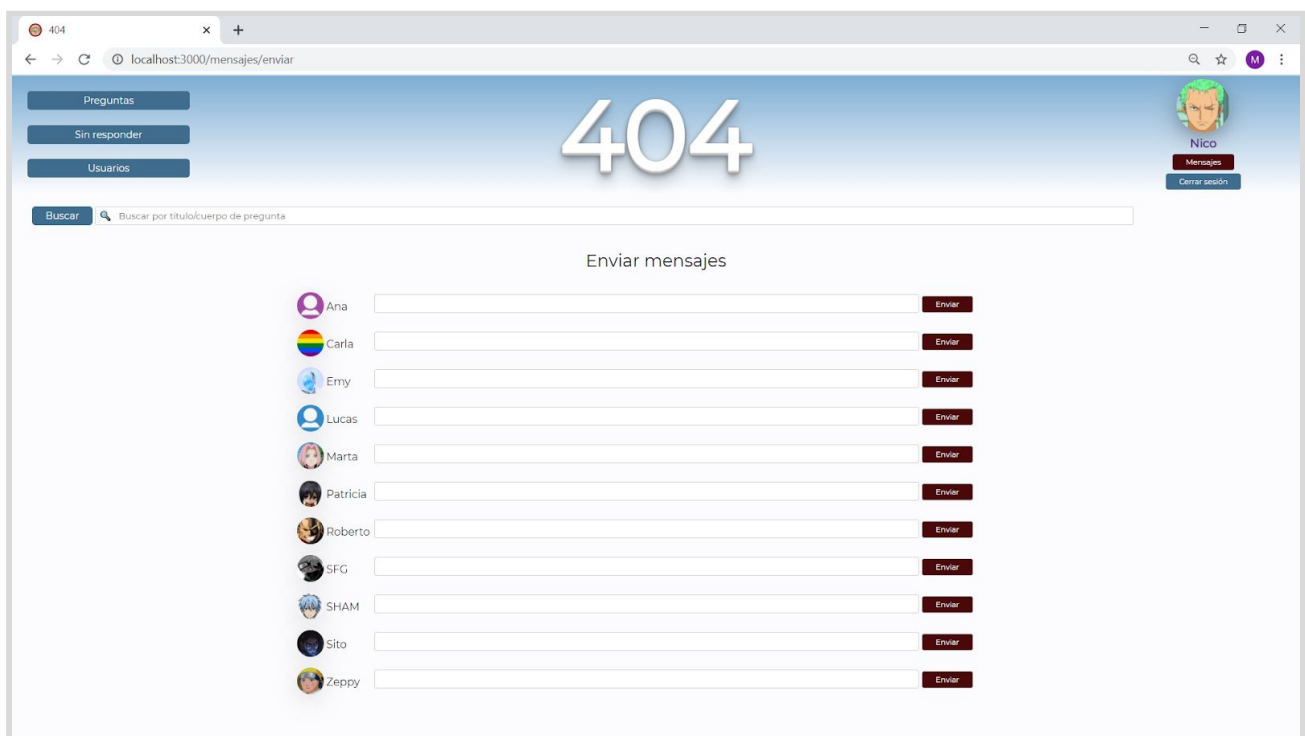 404
localhost:3000/mensajes/enviar
M
Preguntas
Sin responder
Usuarios
404
Nico
Mensajes
Cerrar sesión
Buscar
Buscar por título/cuerpo de pregunta
Enviar mensajes
Ana Enviar
Carla Enviar
Emy Enviar
Lucas Enviar
Marta Enviar
Patricia Enviar
Roberto Enviar
SFG Enviar
SHAM Enviar
Sito Enviar
Zeppy Enviar